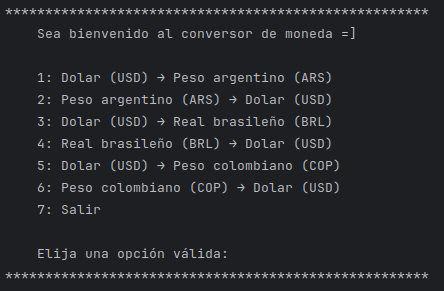 *****************************************************
Sea bienvenido al conversor de moneda =]
1: Dolar (USD) → Peso argentino (ARS)
2: Peso argentino (ARS) → Dolar (USD)
3: Dolar (USD) → Real brasileño (BRL)
4: Real brasileño (BRL) → Dolar (USD)
5: Dolar (USD) → Peso colombiano (COP)
6: Peso colombiano (COP) → Dolar (USD)
7: Salir
Elija una opción válida:
*****************************************************